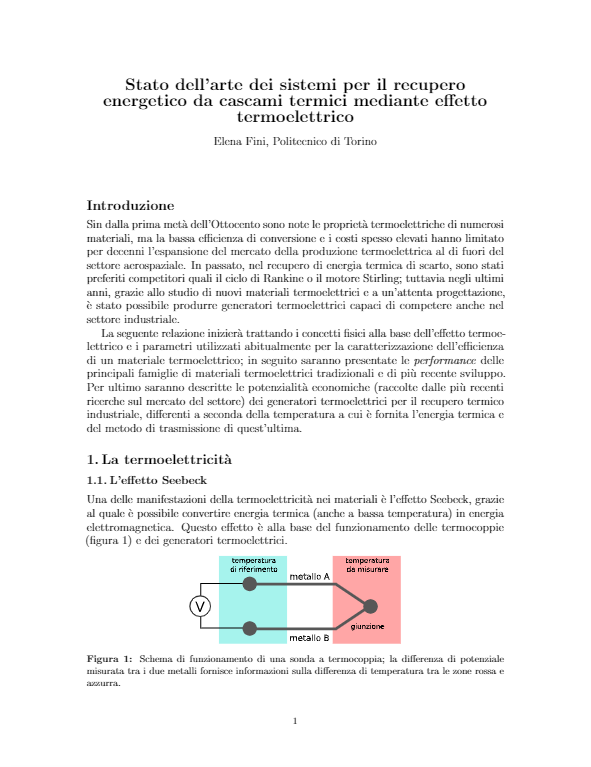 Stato dell'arte dei sistemi per il recupero
energetico da cascami termici mediante effetto
termoelettrico
Elena Fini, Politecnico di Torino
Introduzione
Sin dalla prima metà dell'Ottocento sono note le proprietà termoelettriche di numerosi
materiali, ma la bassa efficienza di conversione e i costi spesso elevati hanno limitato
per decenni l'espansione del mercato della produzione termoelettrica al di fuori del
settore aerospaziale. In passato, nel recupero di energia termica di scarto, sono stati
preferiti competitori quali il ciclo di Rankine o il motore Stirling; tuttavia negli ultimi
anni, grazie allo studio di nuovi materiali termoelettrici e a un'attenta progettazione,
è stato possibile produrre generatori termoelettrici capaci di competere anche nel
settore industriale.
La seguente relazione inizierà trattando i concetti fisici alla base dell'effetto termoe-
lettrico e i parametri utilizzati abitualmente per la caratterizzazione dell'efficienza
di un materiale termoelettrico; in seguito saranno presentate le performance delle
principali famiglie di materiali termoelettrici tradizionali e di più recente sviluppo.
Per ultimo saranno descritte le potenzialità economiche (raccolte dalle più recenti
ricerche sul mercato del settore) dei generatori termoelettrici per il recupero termico
industriale, differenti a seconda della temperatura a cui è fornita l'energia termica e
del metodo di trasmissione di quest'ultima.
1. La termoelettricità
1.1. L'effetto Seebeck
Una delle manifestazioni della termoelettricità nei materiali è l'effetto Seebeck, grazie
al quale è possibile convertire energia termica (anche a bassa temperatura) in energia
elettromagnetica. Questo effetto è alla base del funzionamento delle termocoppie
(figura 1) e dei generatori termoelettrici.
temperatura
di riferimento
temperatura
da misurare
metallo A
V
giunzione
metallo B
Figura 1: Schema di funzionamento di una sonda a termocoppia; la differenza di potenziale
misurata tra i due metalli fornisce informazioni sulla differenza di temperatura tra le zone rossa e
azzurra.
1